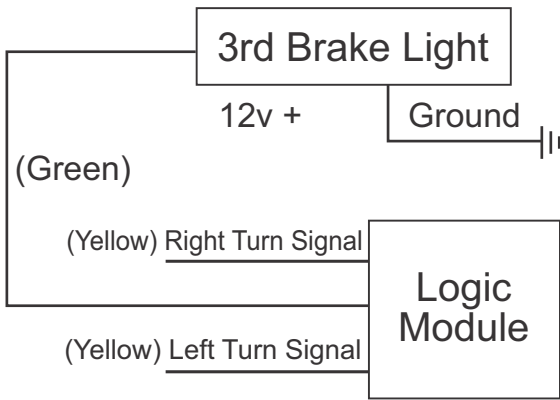 3rd Brake Light
12v +
Ground
(Green)
(Yellow) Right Turn Signal
Logic
Module
(Yellow) Left Turn Signal